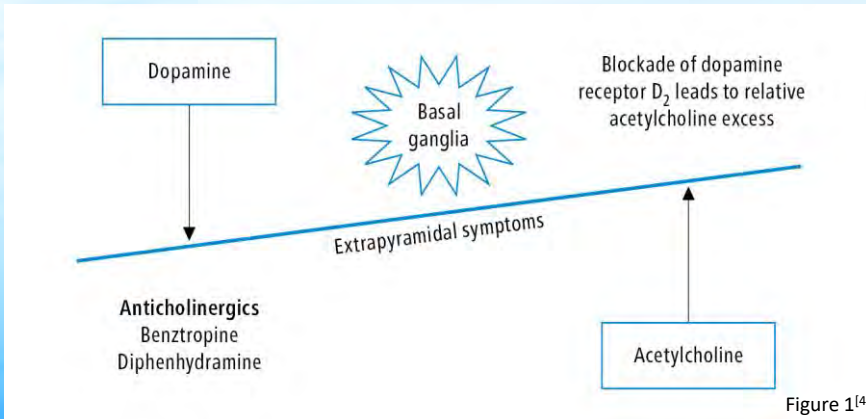 Dopamine
Basal
ganglia
Blockade of dopamine
receptor D2 leads to relative
acetylcholine excess
Extrapyramidal symptoms
Anticholinergics
Benztropine
Diphenhydramine
Acetylcholine
Figure 1[4